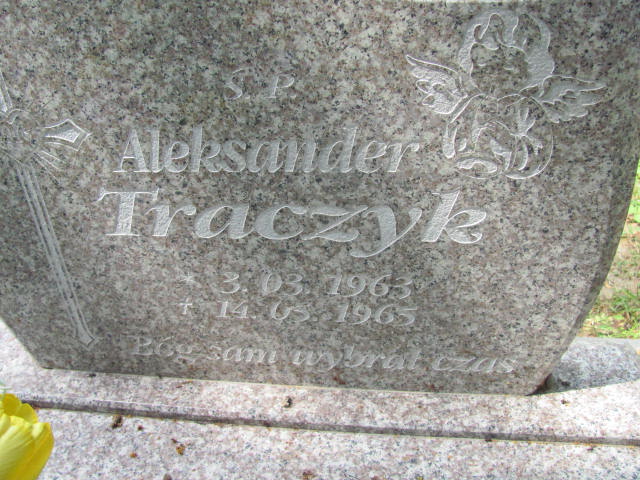 Ś.P.
Aleksander
Traczyk
* 3. 03. 1963
+ 14. 05. 1965
Bóg sam wybrał czas